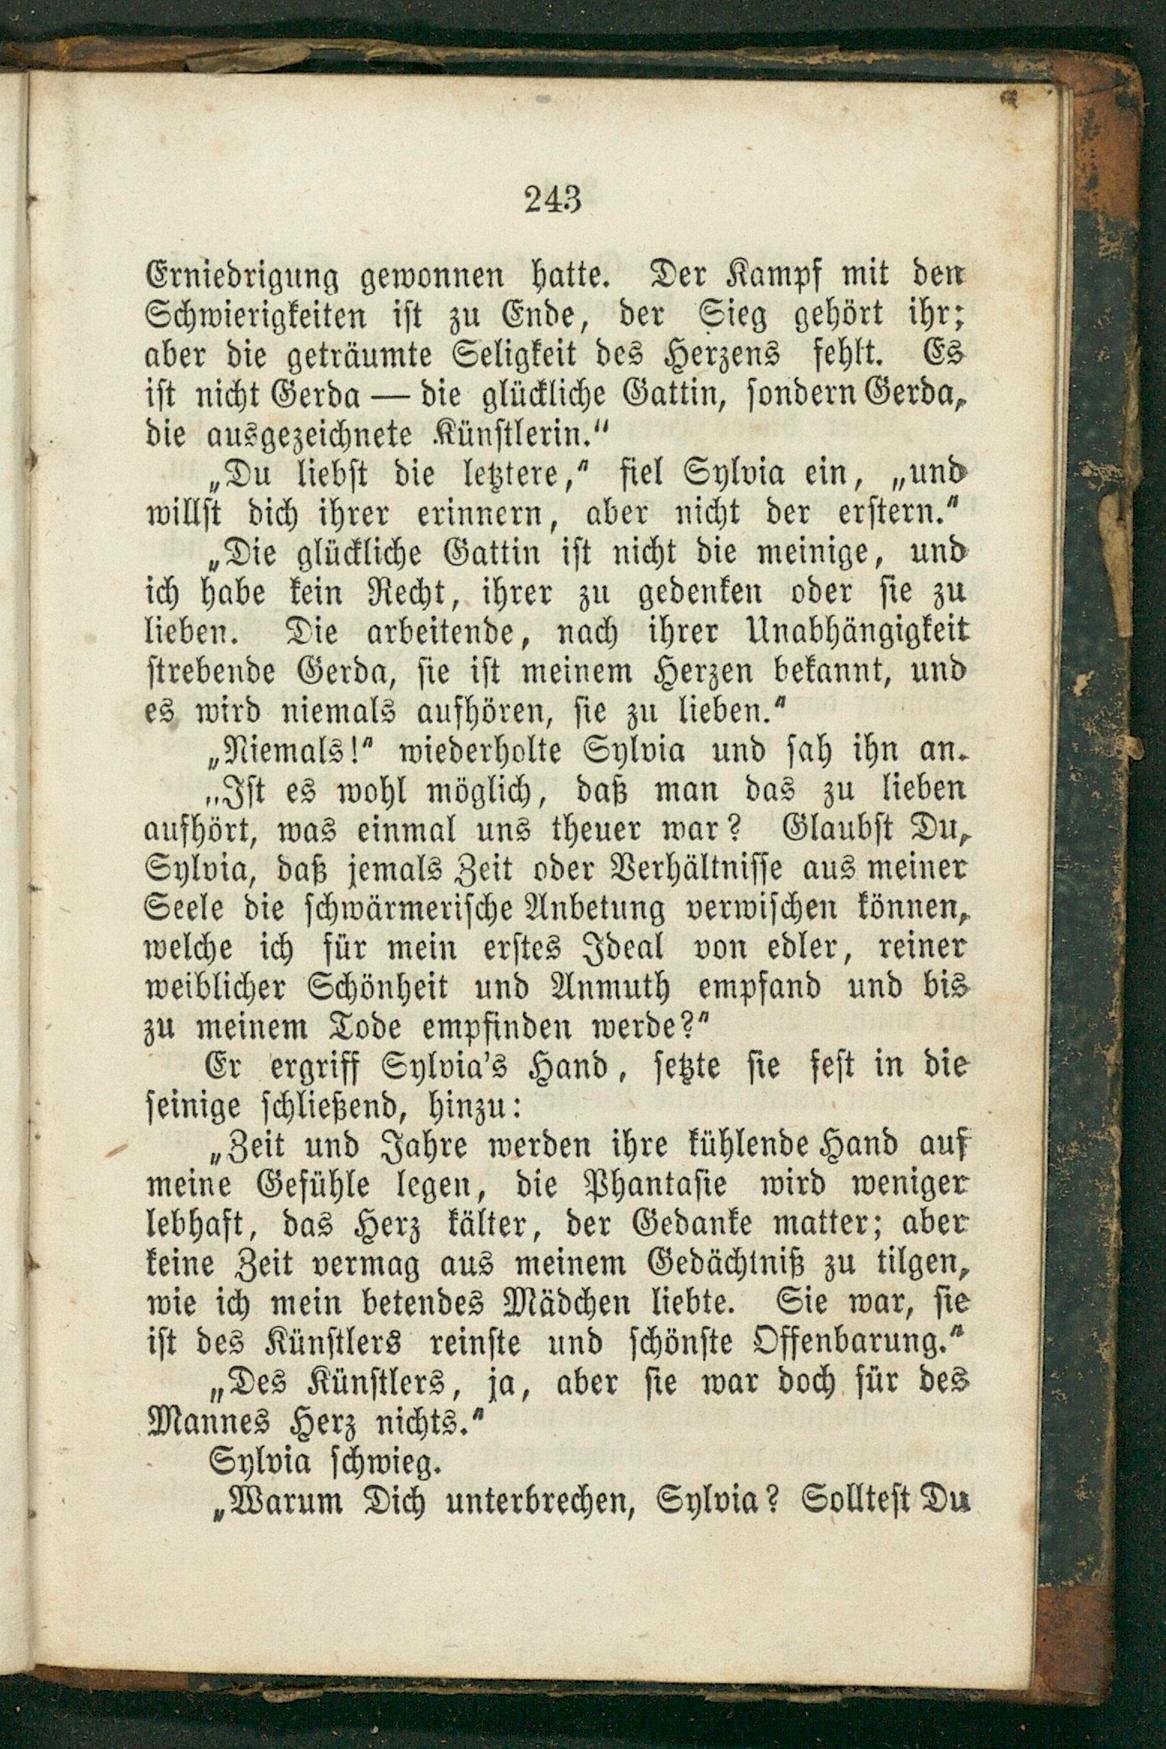 243
Erniedrigung gewonnen hatte. Der Kampf mit den
Schwierigkeiten ist zu Ende, der Sieg gehört ihr;
aber die geträumte Seligkeit des Herzens fehlt. Es
ist nicht Gerda — die glückliche Gattin, sondern Gerda,
die ausgezeichnete Künstlerin.“
„Du liebst die letztere,“ fiel Sylvia ein, „und
willst dich ihrer erinnern, aber nicht der erstern.“
„Die glückliche Gattin ist nicht die meinige, und
ich habe kein Recht, ihrer zu gedenken oder sie zu
lieben. Die arbeitende, nach ihrer Unabhängigkeit
strebende Gerda, sie ist meinem Herzen bekannt, und
es wird niemals aufhören, sie zu lieben.“
„Niemals!“ wiederholte Sylvia und sah ihn an.
„Ist es wohl möglich, daß man das zu lieben
aufhört, was einmal uns theuer war? Glaubst Du,
Sylvia, daß jemals Zeit oder Verhältnisse aus meiner
Seele die schwärmerische Anbetung verwischen können,
welche ich für mein erstes Ideal von edler, reiner
weiblicher Schönheit und Anmuth empfand und bis
zu meinem Tode empfinden werde?“
Er ergriff Sylvia's Hand, setzte sie fest in die
seinige schließend, hinzu:
„Zeit und Jahre werden ihre kühlende Hand auf
meine Gefühle legen, die Phantasie wird weniger
lebhaft, das Herz kälter, der Gedanke matter; aber
keine Zeit vermag aus meinem Gedächtniß zu tilgen,
wie ich mein betendes Mädchen liebte. Sie war, sie
ist des Künstlers reinste und schönste Offenbarung.“
„Des Künstlers, ja, aber sie war doch für des
Mannes Herz nichts.“
Sylvia schwieg.
„Warum Dich unterbrechen, Sylvia? Solltest Du